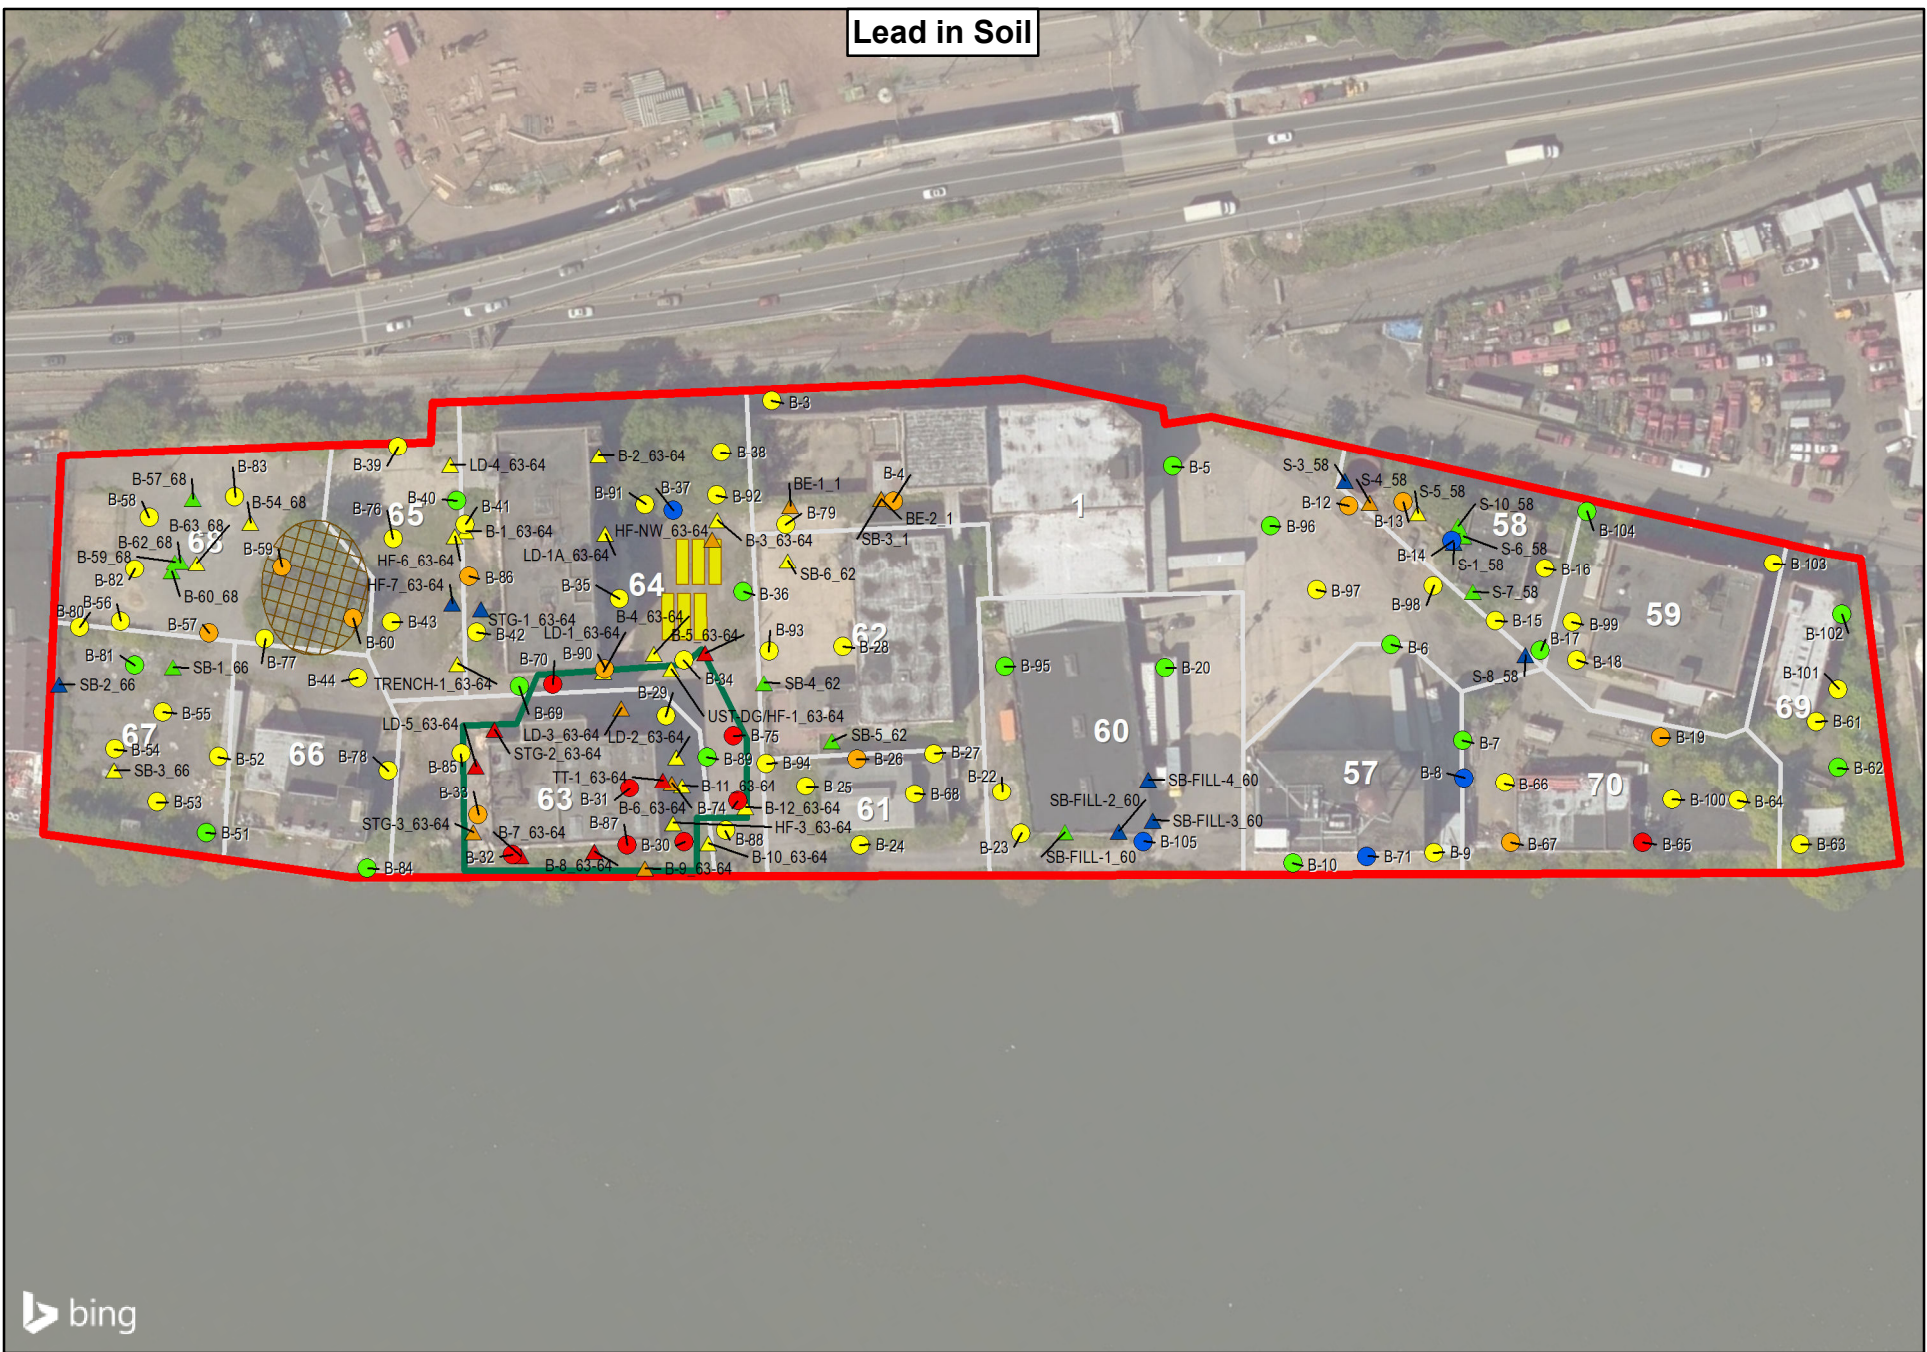 Lead in Soil
B-3
B-39
LD-4_63-64
B-2_63-64
B-38
B-4
B-5
S-3_58
S-4_58
S-5_58
S-10_58
58
B-104
B-83
B-57_68
B-58
B-54_68
B-63_68
B-62_68
B-59_68
68
B-82
B-60_68
B-59
B-76
65
B-40
B-41
B-1_63-64
HF-6_63-64
HF-7_63-64
B-86
B-91
B-37
B-92
HF-NW_63-64
LD-1A_63-64
B-3_63-64
BE-1_1
B-79
BE-2_1
SB-3_1
SB-6_62
1
B-96
B-12
B-13
B-14
S-6_58
S-1_58
S-7_58
B-16
B-103
B-80
B-56
B-57
B-60
B-77
B-43
B-42
STG-1_63-64
B-35
64
B-36
LD-1_63-64
B-4_63-64
B-5_63-64
B-90
B-93
B-28
62
B-97
B-98
B-15
B-99
59
B-102
B-17
B-18
B-6
S-8_58
B-81
SB-1_66
SB-2_66
B-44
TRENCH-1_63-64
B-70
B-69
B-29
B-34
SB-4_62
B-95
B-20
B-101
69
B-61
67
B-55
B-54
SB-3_66
B-52
66
B-78
LD-5_63-64
LD-3_63-64
STG-2_63-64
LD-2_63-64
UST-DG/HF-1_63-64
B-75
SB-5_62
60
B-7
B-19
B-85
B-89
B-94
B-26
B-27
57
B-8
B-62
B-53
B-33
63
TT-1_63-64
B-31
B-11_63-64
B-6_63-64
B-74
B-12_63-64
B-25
61
B-68
B-22
SB-FILL-4_60
SB-FILL-2_60
SB-FILL-3_60
B-66
70
B-100
B-64
B-51
STG-3_63-64
B-7_63-64
B-87
HF-3_63-64
B-88
B-30
B-32
B-8_63-64
B-10_63-64
B-9_63-64
B-24
B-23
SB-FILL-1_60
B-105
B-10
B-71
B-9
B-67
B-65
B-63
B-84
bing